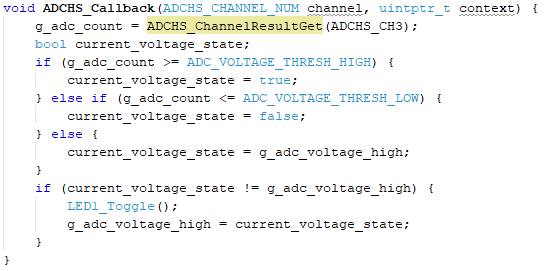 void ADCHS_Callback(ADCHS_CHANNEL_NUM channel, uintptr_t context) {
    g_adc_count = ADCHS_ChannelResultGet(ADCHS_CH3);
    bool current_voltage_state;
    if (g_adc_count >= ADC_VOLTAGE_THRESH_HIGH) {
        current_voltage_state = true;
    } else if (g_adc_count <= ADC_VOLTAGE_THRESH_LOW) {
        current_voltage_state = false;
    } else {
        current_voltage_state = g_adc_voltage_high;
    }
    if (current_voltage_state != g_adc_voltage_high) {
        LED1_Toggle();
        g_adc_voltage_high = current_voltage_state;
    }
}